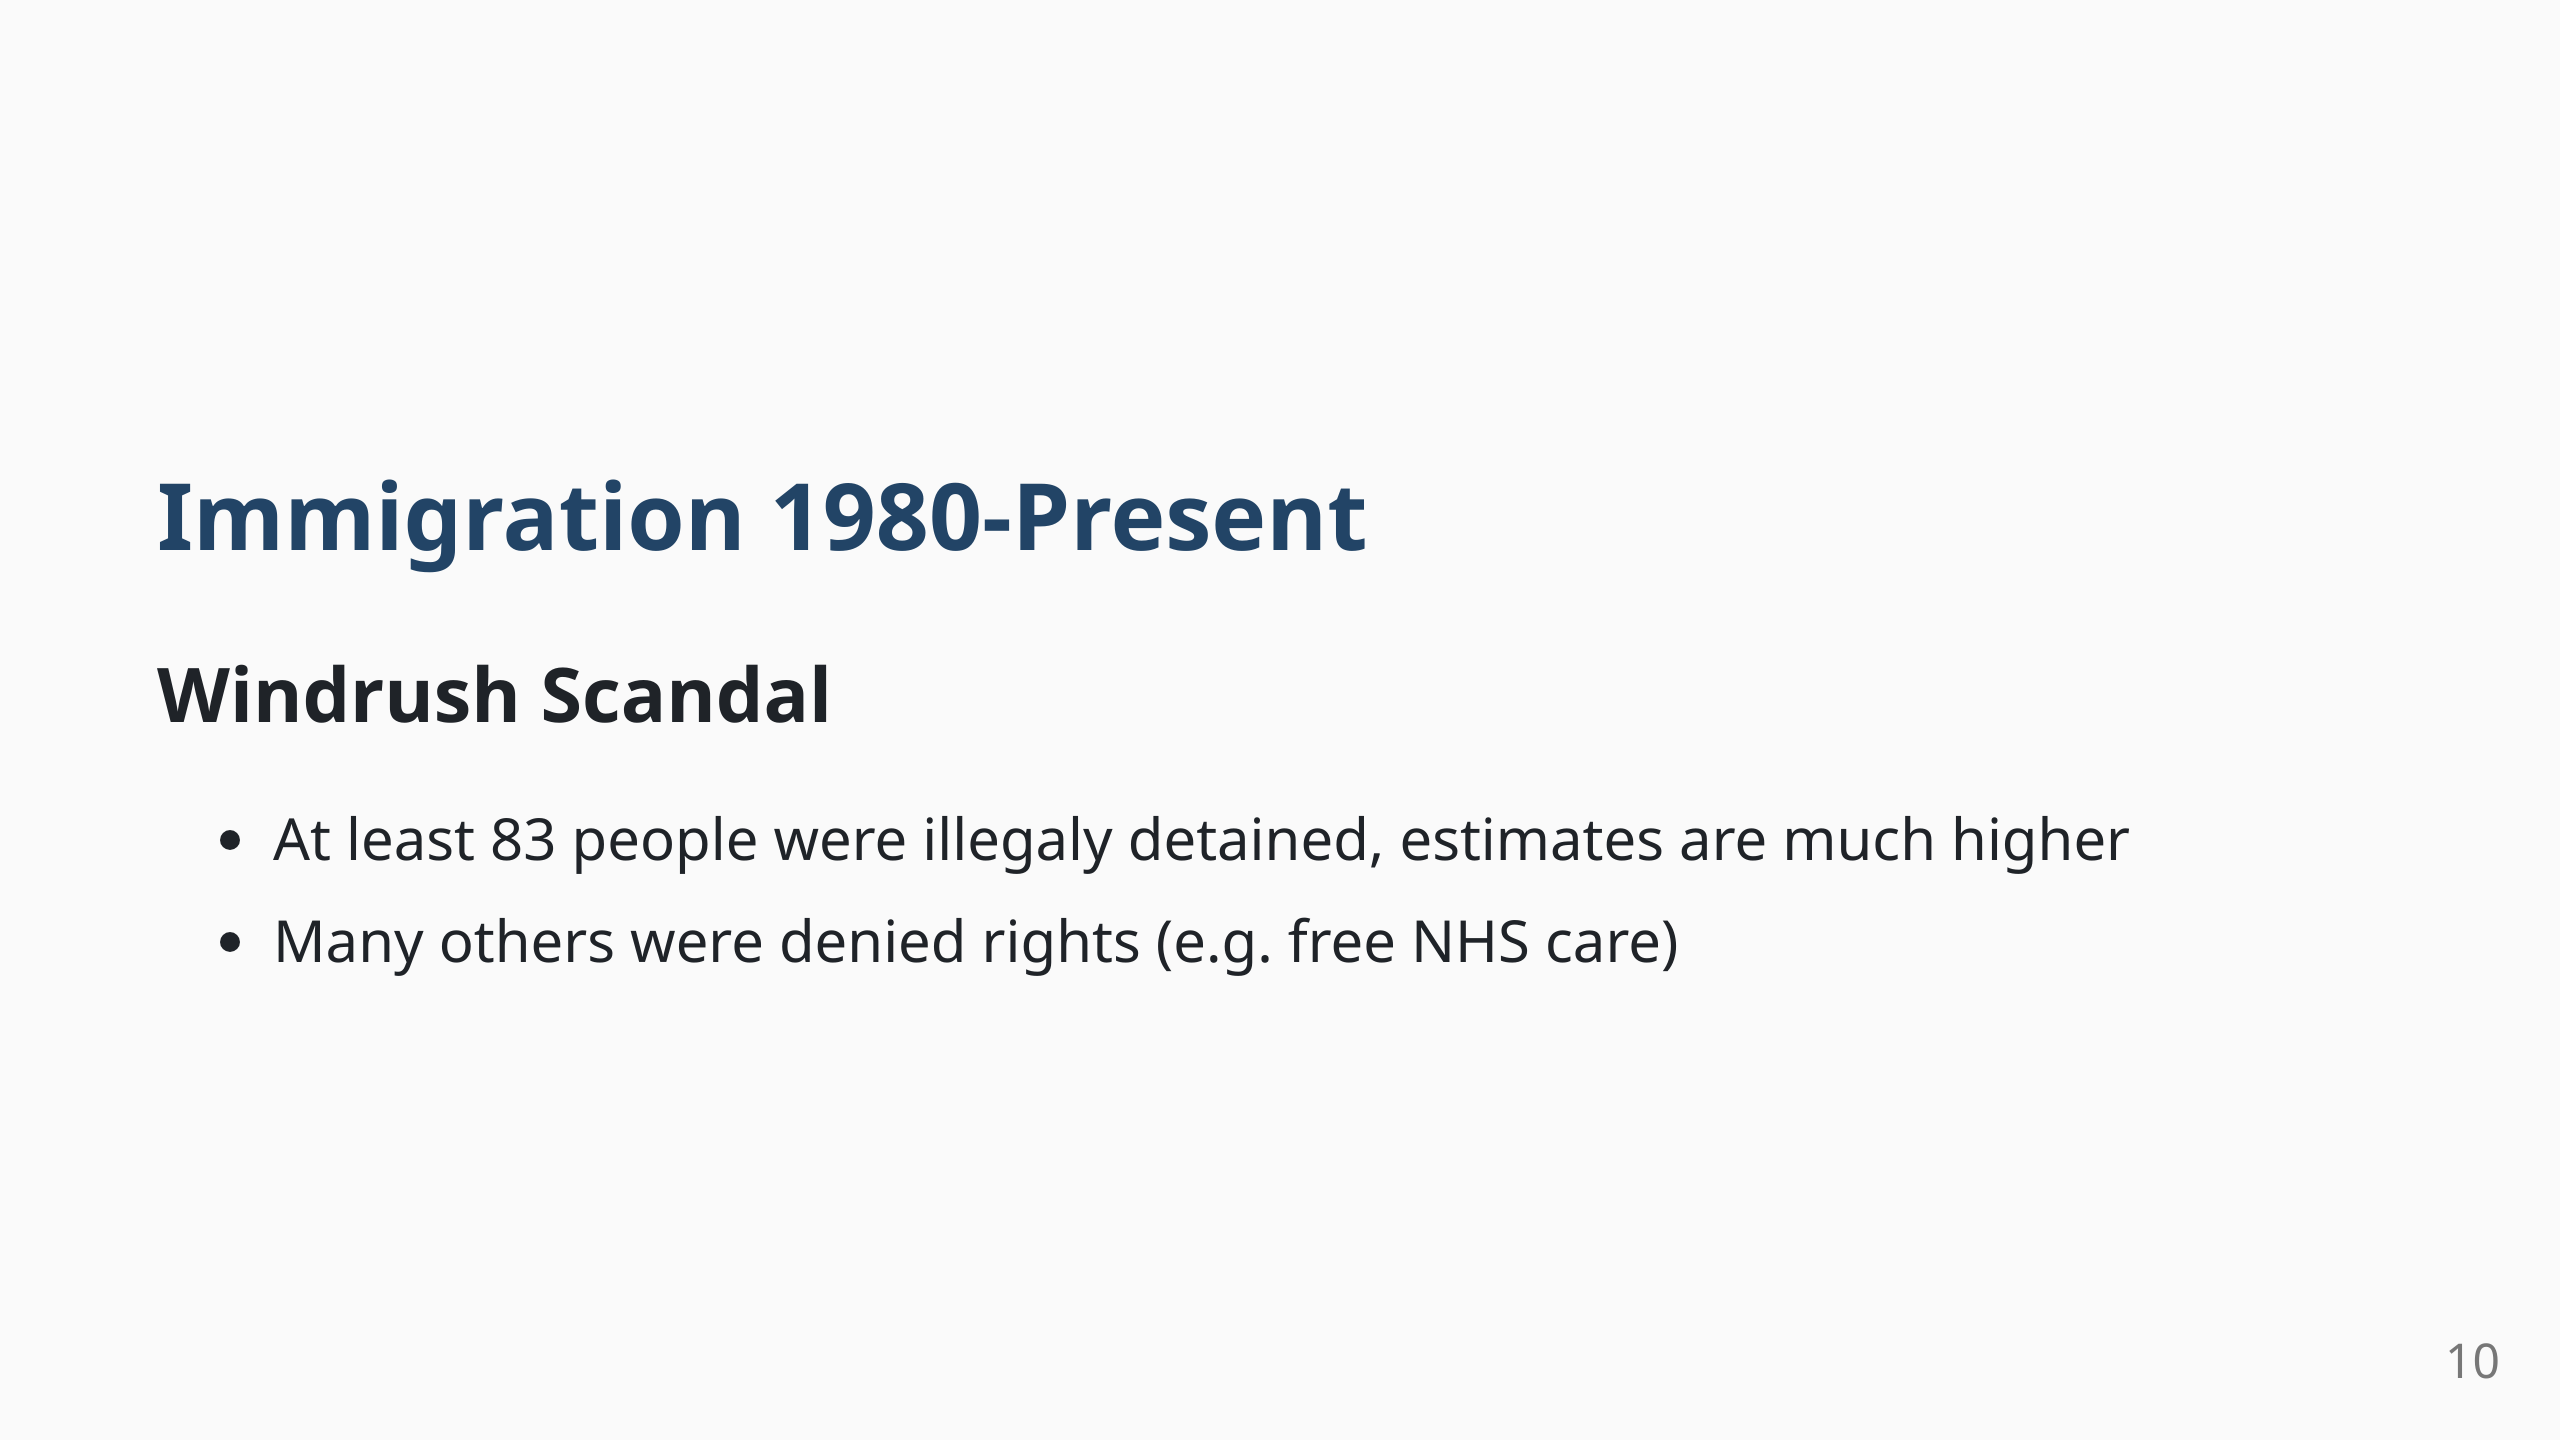 Immigration 1980-Present
Windrush Scandal
• At least 83 people were illegaly detained, estimates are much higher
• Many others were denied rights (e.g. free NHS care)
10